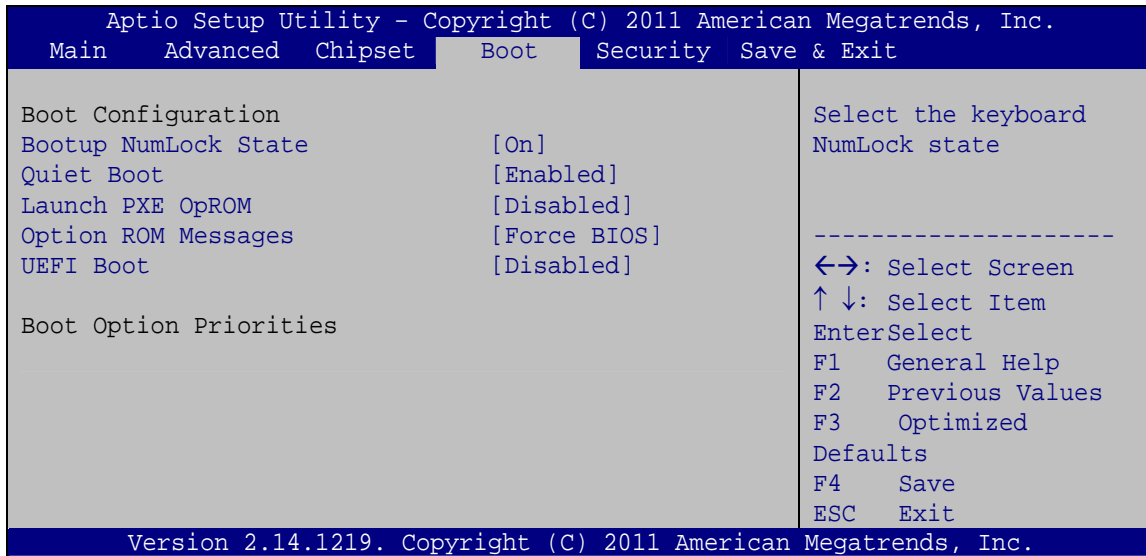 Aptio Setup Utility – Copyright (C) 2011 American Megatrends, Inc.
Main Advanced Chipset Boot Security Save & Exit
Boot Configuration
Bootup NumLock State [On]
Quiet Boot [Enabled]
Launch PXE OpROM [Disabled]
Option ROM Messages [Force BIOS]
UEFI Boot [Disabled]
Boot Option Priorities
Select the keyboard
NumLock state
---------------------
←→: Select Screen
↑ ↓: Select Item
EnterSelect
F1 General Help
F2 Previous Values
F3 Optimized
Defaults
F4 Save
ESC Exit
Version 2.14.1219. Copyright (C) 2011 American Megatrends, Inc.